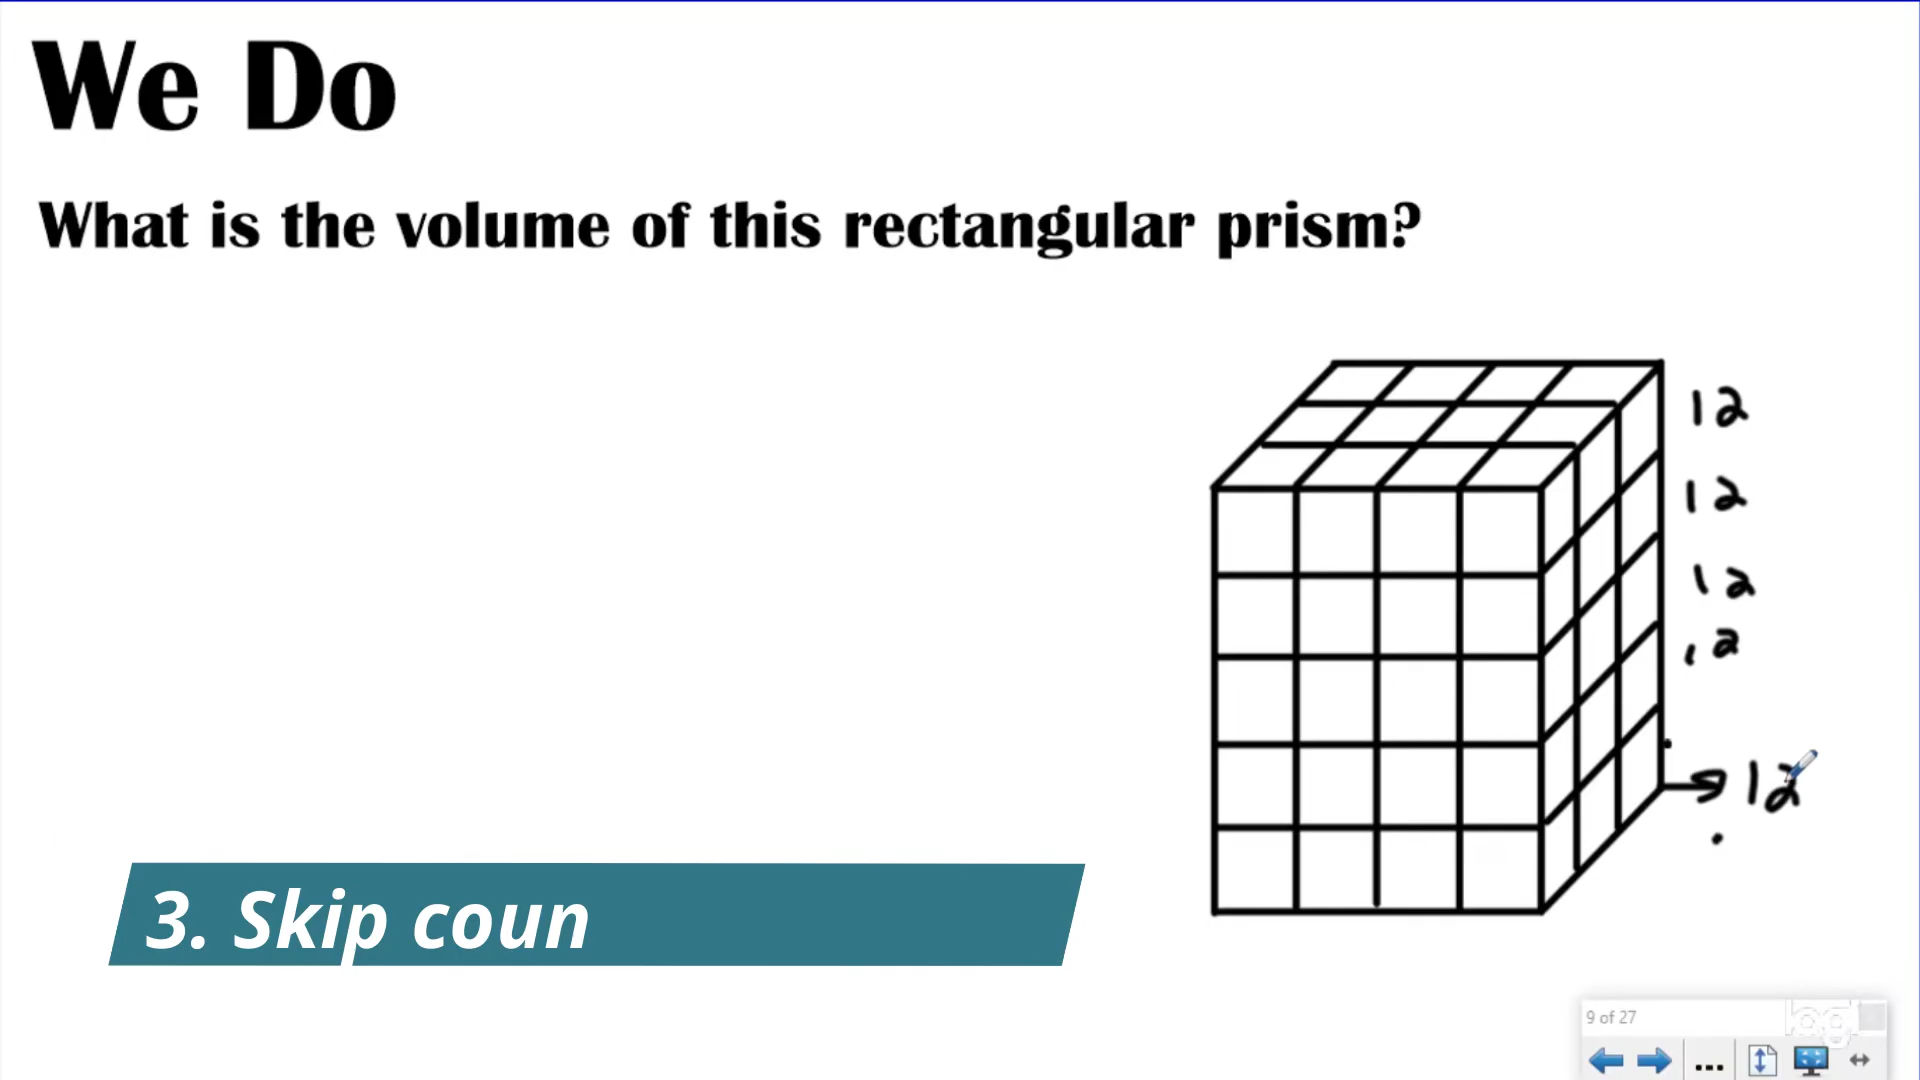 We Do
What is the volume of this rectangular prism?
12
12
12
12
12
3. Skip coun
9 of 27